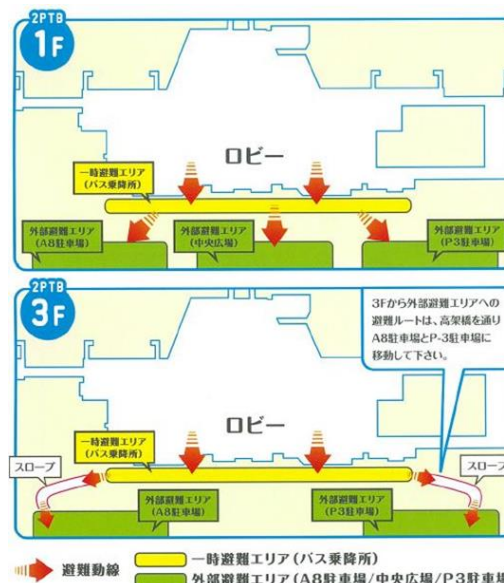 2PTB
1F
ロビー
一時避難エリア
(バス乗降所)
外部避難エリア
(A8駐車場)
外部避難エリア
(中央広場)
外部避難エリア
(P3駐車場)
2PTB
3F
3Fから外部避難エリアへの
避難ルートは、高架橋を通り
A8駐車場とP-3駐車場に
移動して下さい。
ロビー
一時避難エリア
(バス乗降所)
スロープ
スロープ
外部避難エリア
(A8駐車場)
外部避難エリア
(P3駐車場)
避難動線
一時避難エリア(バス乗降所)
外部避難エリア(A8駐車場/中央広場/P3駐車場